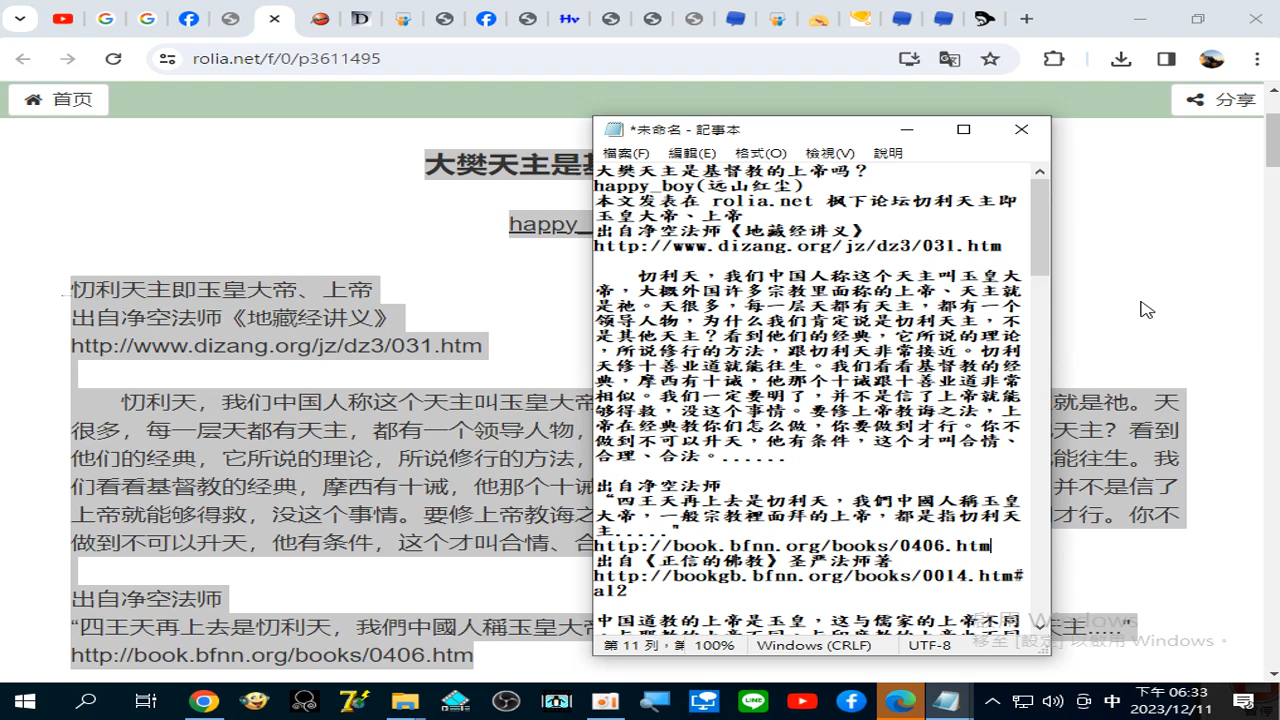 rolia.net/f/0/p3611495
首页
分享
大樊天主是基
happy_
忉利天主即玉皇大帝、上帝
出自净空法师《地藏经讲义》
http://www.dizang.org/jz/dz3/031.htm
忉利天，我们中国人称这个天主叫玉皇大帝
就是祂。天
很多，每一层天都有天主，都有一个领导人物，
天主？看到
他们的经典，它所说的理论，所说修行的方法，
能往生。我
们看看基督教的经典，摩西有十诫，他那个十诫
并不是信了
上帝就能够得救，没这个事情。要修上帝教诲之
才行。你不
做到不可以升天，他有条件，这个才叫合情、合
出自净空法师
“四王天再上去是忉利天，我們中國人稱玉皇大帝
天主....."
http://book.bfnn.org/books/0406.htm
*未命名 - 記事本
檔案(F) 編輯(E) 格式(O) 檢視(V) 說明
大樊天主是基督教的上帝吗？
happy_boy(远山红尘)
本文发表在 rolia.net 枫下论坛忉利天主即
玉皇大帝、上帝
出自净空法师《地藏经讲义》
http://www.dizang.org/jz/dz3/031.htm
忉利天，我们中国人称这个天主叫玉皇大
帝，大概外国许多宗教里面称的上帝、天主就
是祂。天很多，每一层天都有天主，都有一个
领导人物，为什么我们肯定说是忉利天主，不
是其他天主？看到他们的经典，它所说的理论
，所说修行的方法，跟忉利天非常接近。忉利
天修十善业道就能往生。我们看看基督教的经
典，摩西有十诫，他那个十诫跟十善业道非常
相似。我们一定要明了，并不是信了上帝就能
够得救，没这个事情。要修上帝教诲之法，上
帝在经典教你们怎么做，你要做到才行。你不
做到不可以升天，他有条件，这个才叫合情、
合理、合法。......
出自净空法师
“四王天再上去是忉利天，我們中國人稱玉皇
大帝，一般宗教裡面拜的上帝，都是指忉利天
主....."
http://book.bfnn.org/books/0406.htm
出自《正信的佛教》圣严法师著
http://bookgb.bfnn.org/books/0014.htm#
a12
中国道教的上帝是玉皇，这与儒家的上帝不同
第 11 列， 100% Windows (CRLF) UTF-8
啟用 Windows
移至 [設定] 以啟用 Windows。
中
下午 06:33
2023/12/11